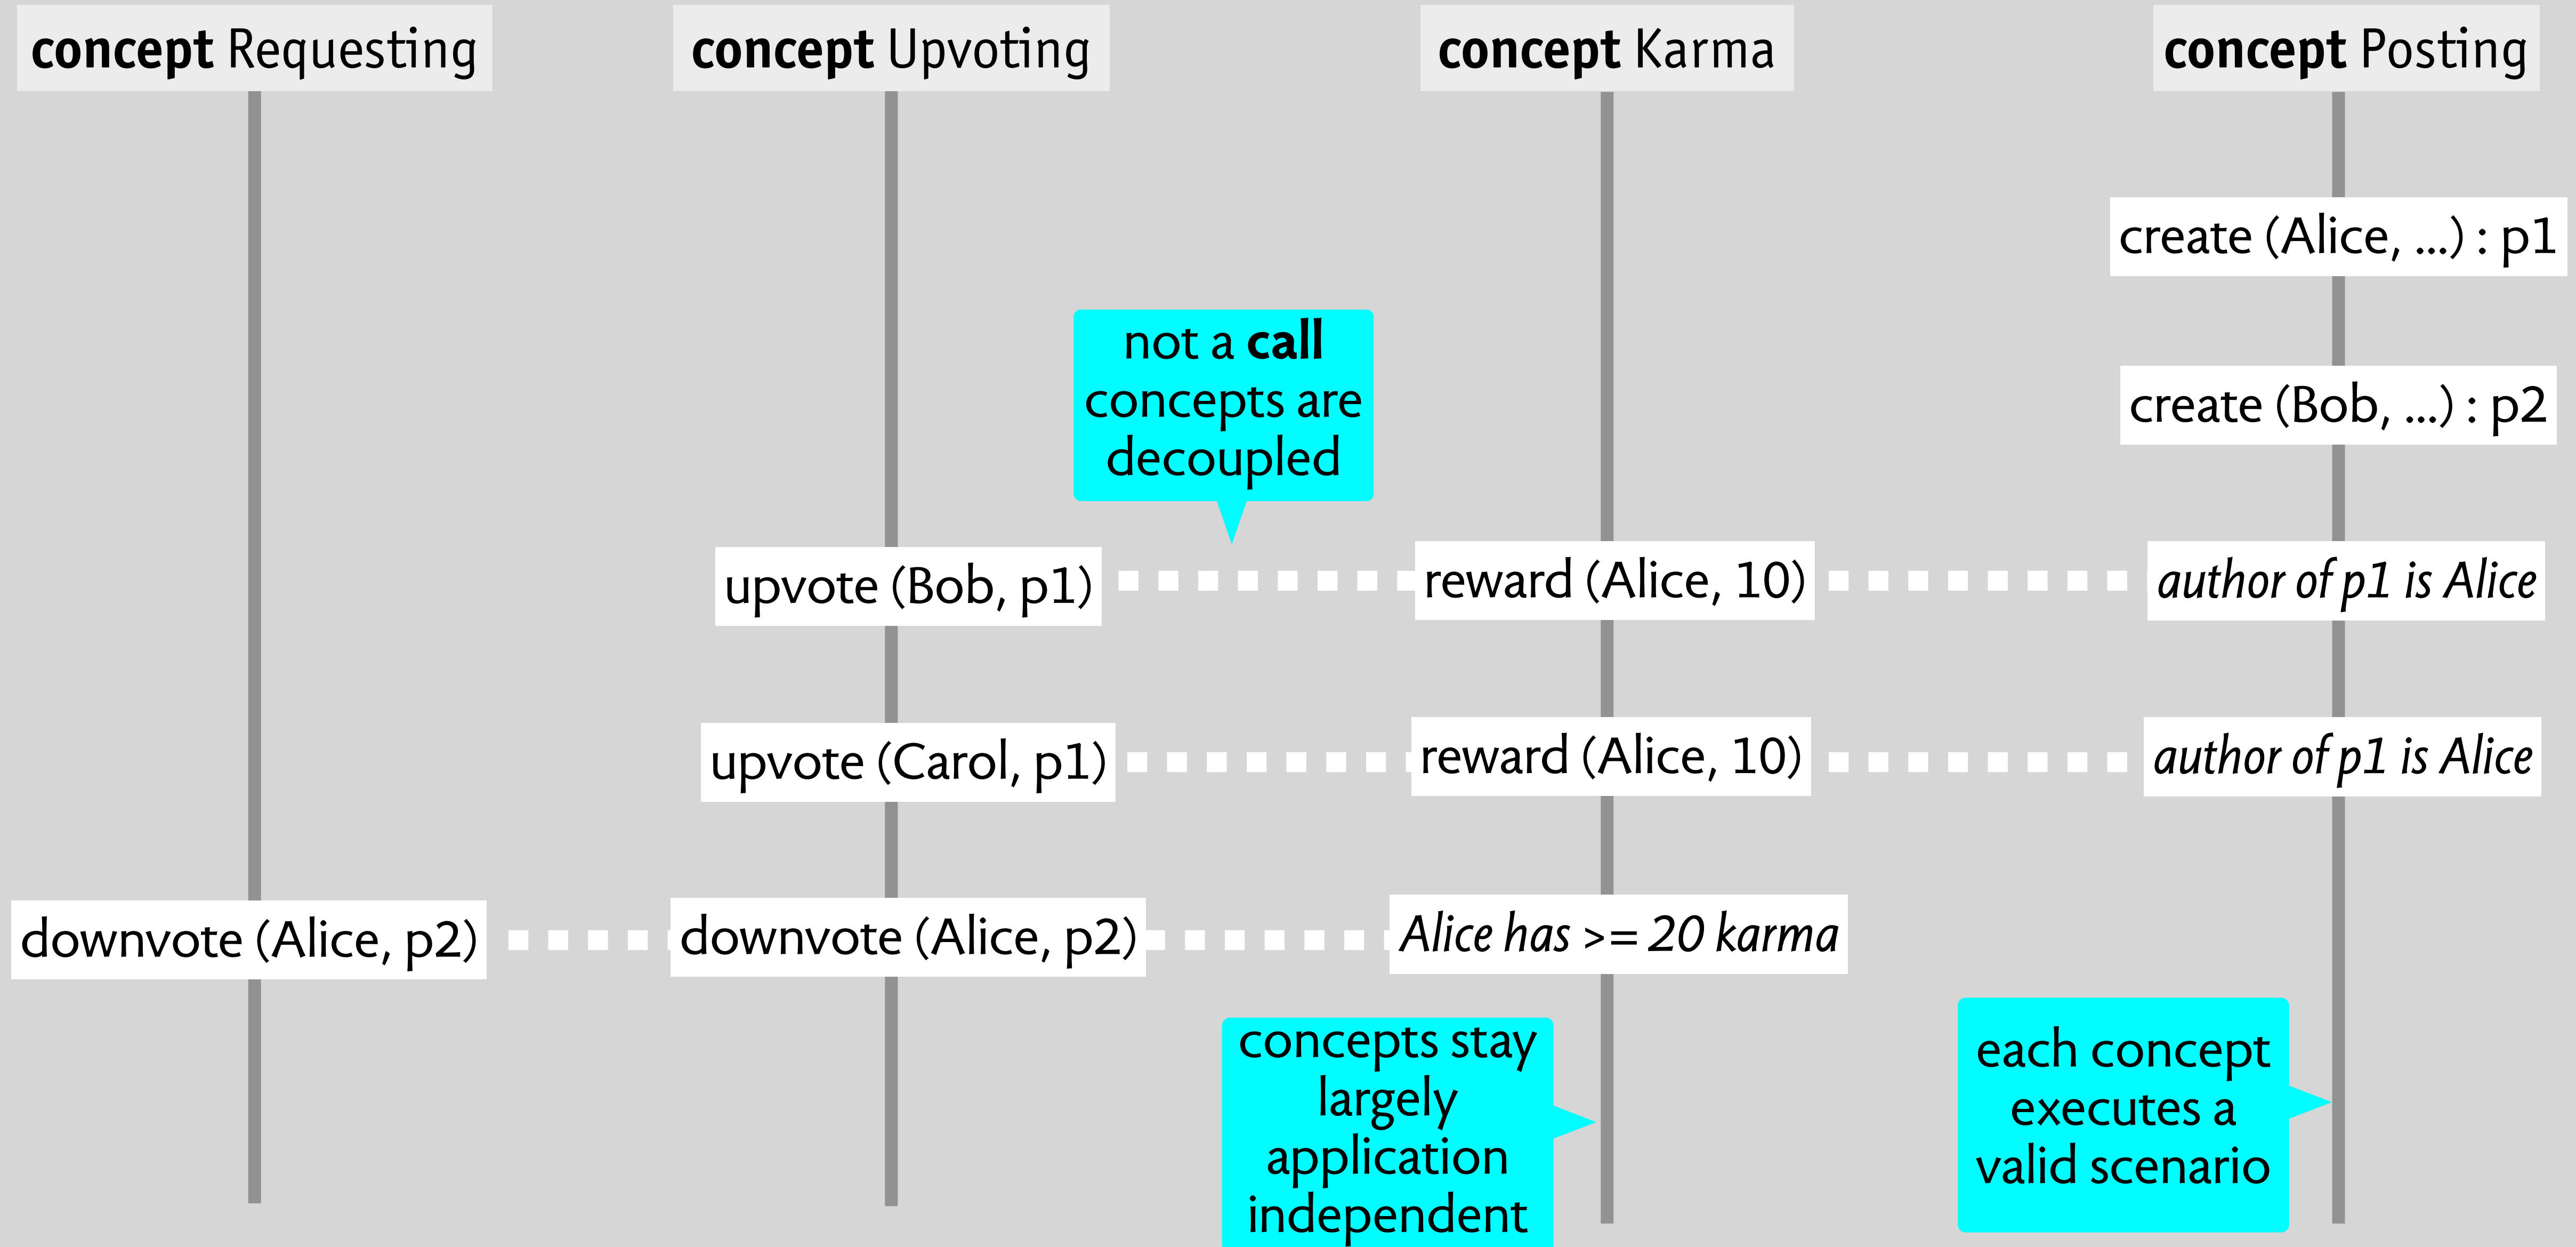 concept Requesting
concept Upvoting
concept Karma
concept Posting
create (Alice, ...) : p1
create (Bob, ...) : p2
not a call
concepts are
decoupled
upvote (Bob, p1)
reward (Alice, 10)
author of p1 is Alice
upvote (Carol, p1)
reward (Alice, 10)
author of p1 is Alice
downvote (Alice, p2)
downvote (Alice, p2)
Alice has >= 20 karma
concepts stay
largely
application
independent
each concept
executes a
valid scenario